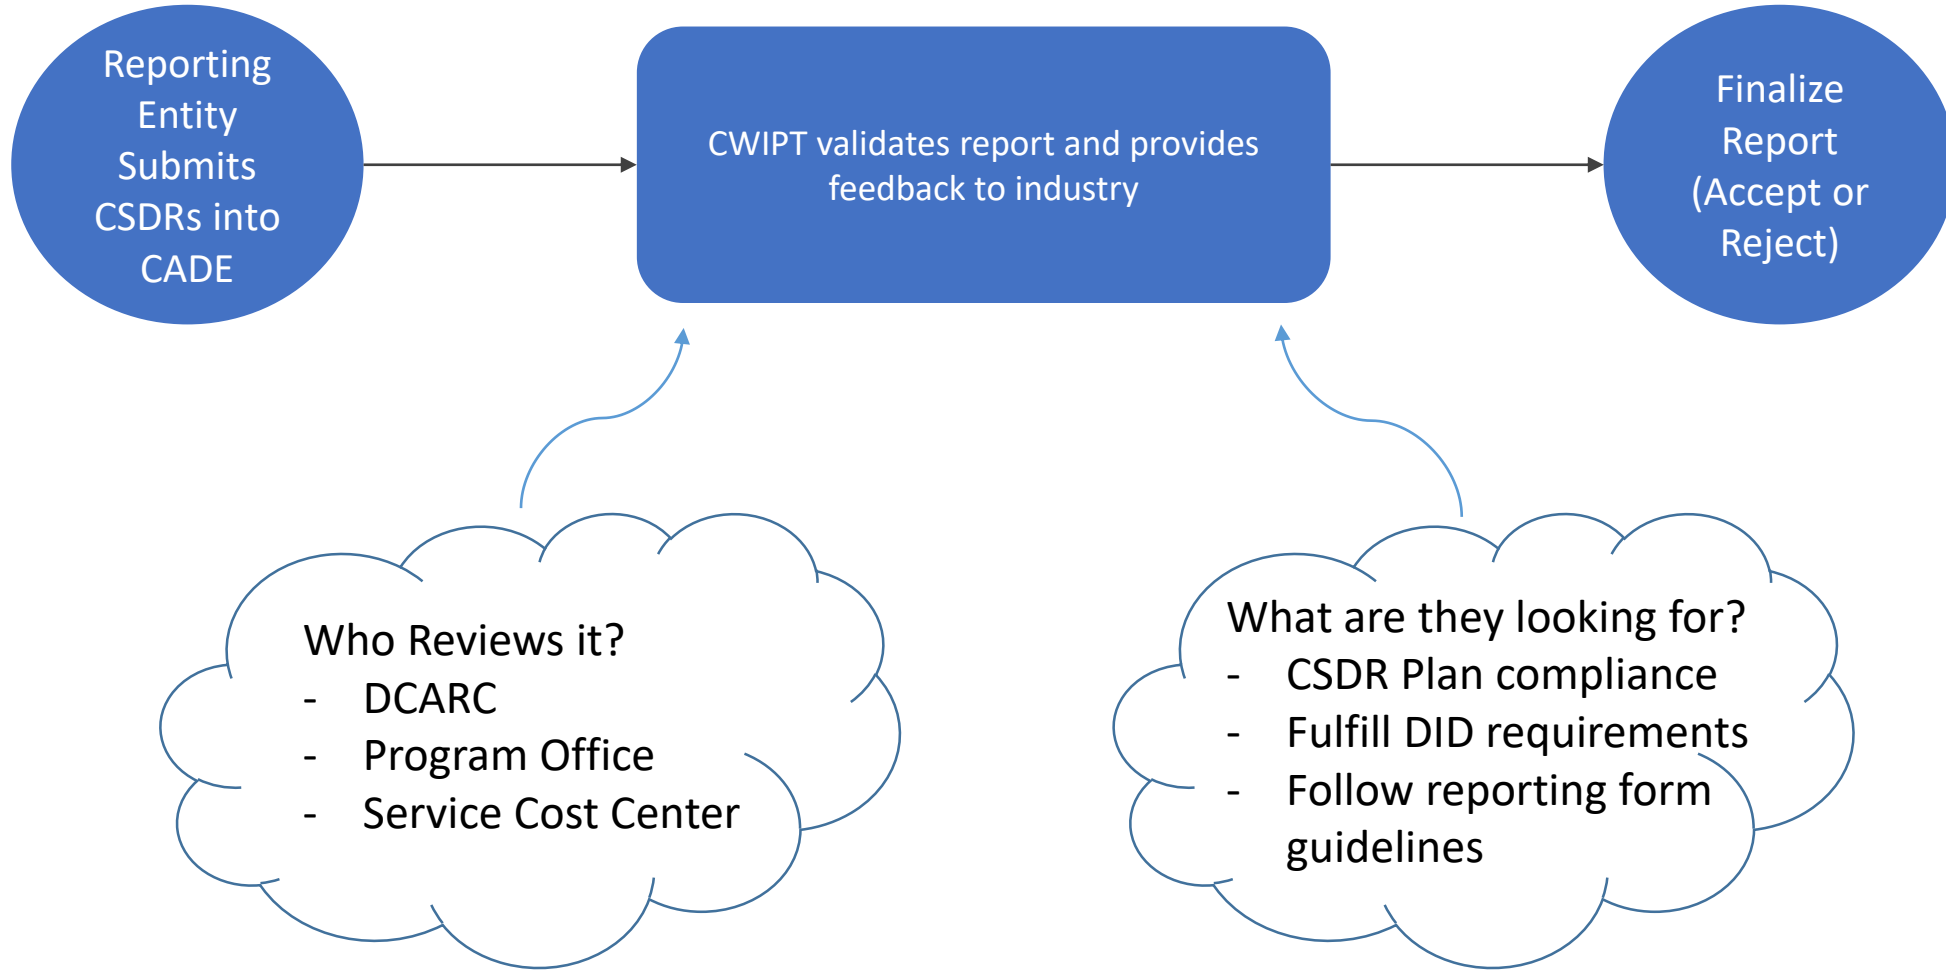 Reporting
Entity
Submits
CSDRs into
CADE
CWIPT validates report and provides
feedback to industry
Finalize
Report
(Accept or
Reject)
Who Reviews it?
- DCARC
- Program Office
- Service Cost Center
What are they looking for?
- CSDR Plan compliance
- Fulfill DID requirements
- Follow reporting form
guidelines